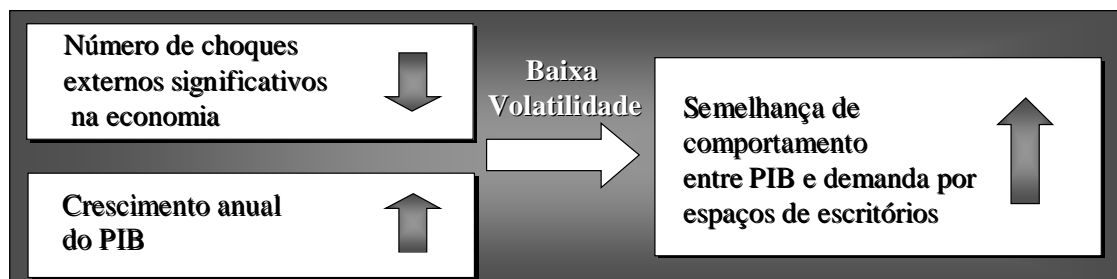 Número de choques
externos significativos
na economia
Crescimento anual
do PIB
Baixa
Volatilidade
Semelhança de
comportamento
entre PIB e demanda por
espaços de escritórios